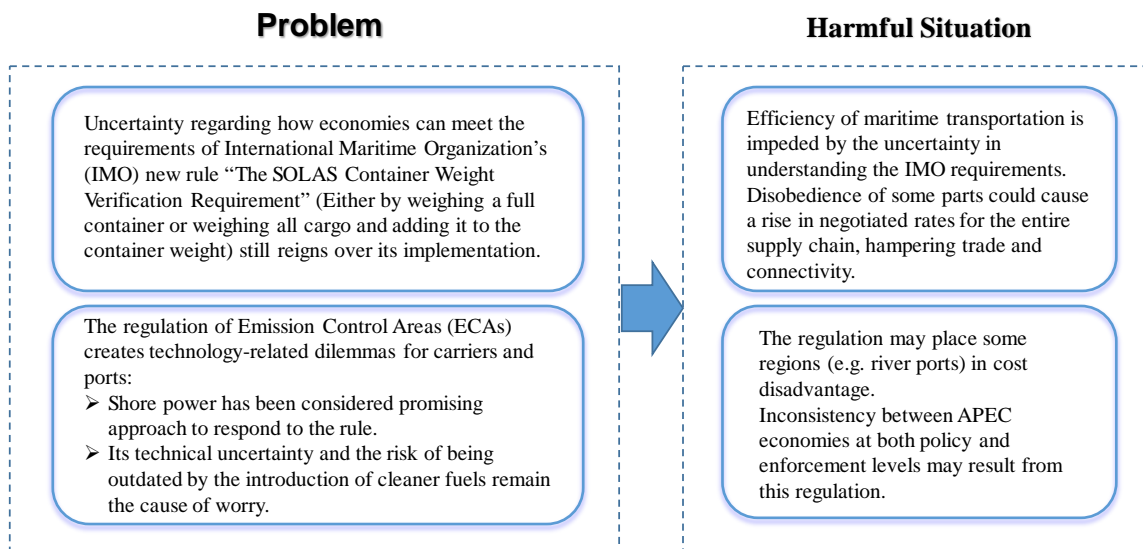 Problem
Uncertainty regarding how economies can meet the
requirements of International Maritime Organization's
(IMO) new rule “The SOLAS Container Weight
Verification Requirement” (Either by weighing a full
container or weighing all cargo and adding it to the
container weight) still reigns over its implementation.
The regulation of Emission Control Areas (ECAs)
creates technology-related dilemmas for carriers and
ports:
➢ Shore power has been considered promising
approach to respond to the rule.
➢ Its technical uncertainty and the risk of being
outdated by the introduction of cleaner fuels remain
the cause of worry.
Harmful Situation
Efficiency of maritime transportation is
impeded by the uncertainty in
understanding the IMO requirements.
Disobedience of some parts could cause
a rise in negotiated rates for the entire
supply chain, hampering trade and
connectivity.
The regulation may place some
regions (e.g. river ports) in cost
disadvantage.
Inconsistency between APEC
economies at both policy and
enforcement levels may result from
this regulation.